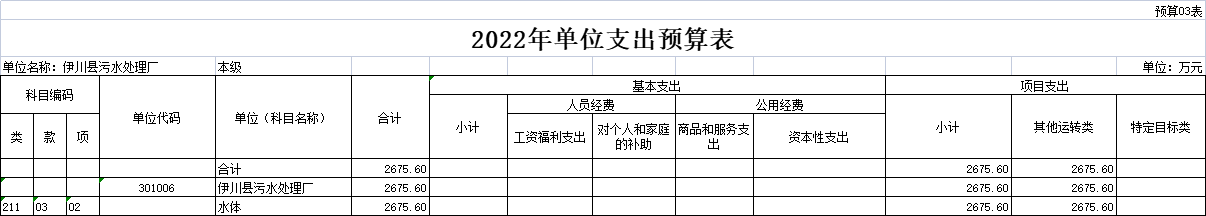 预算03表
2022年单位支出预算表
单位名称：伊川县污水处理厂 本级 单位：万元
科目编码 单位代码 单位（科目名称） 合计 基本支出 项目支出
小计 人员经费 公用经费 小计 其他运转类 特定目标类
类 款 项 工资福利支出 对个人和家庭的补助 商品和服务支出 资本性支出
合计 2675.60 2675.60 2675.60
301006 伊川县污水处理厂 2675.60 2675.60 2675.60
211 03 02 水体 2675.60 2675.60 2675.60